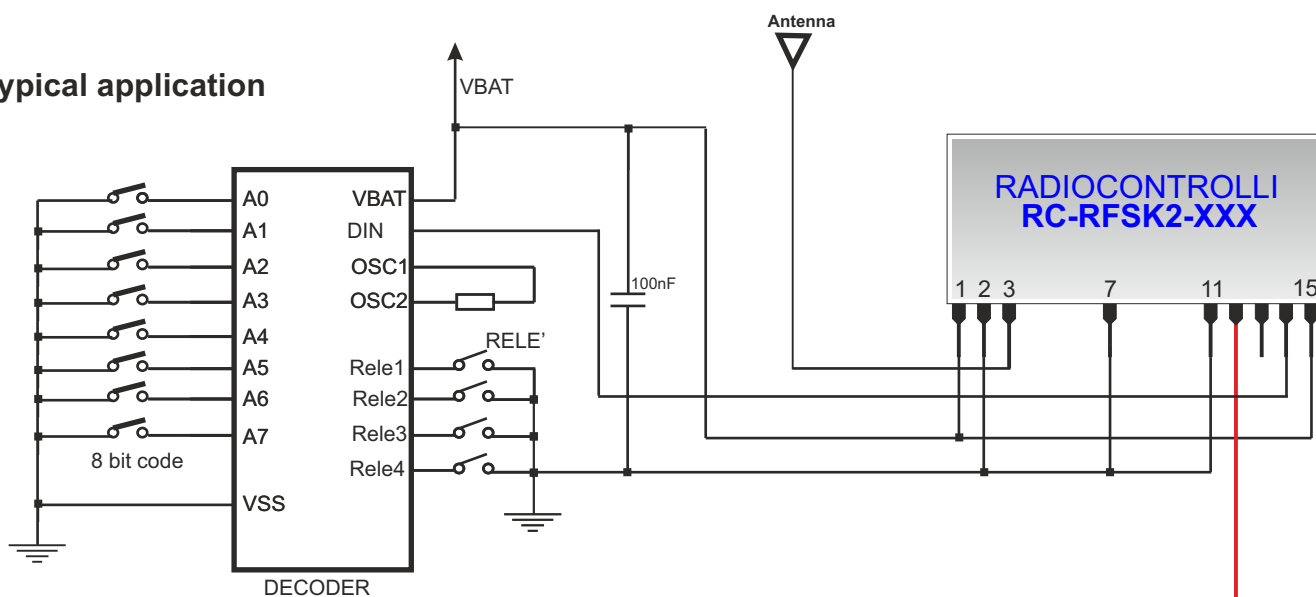 Antenna
ypical application
VBAT
RADIOCONTROLLI
RC-RFSK2-XXX
1 2 3 7 11 15
A0 VBAT
A1 DIN
A2 OSC1
A3 OSC2
100nF
A4
RELE'
A5 Rele1
A6 Rele2
A7 Rele3
8 bit code
Rele4
VSS
DECODER